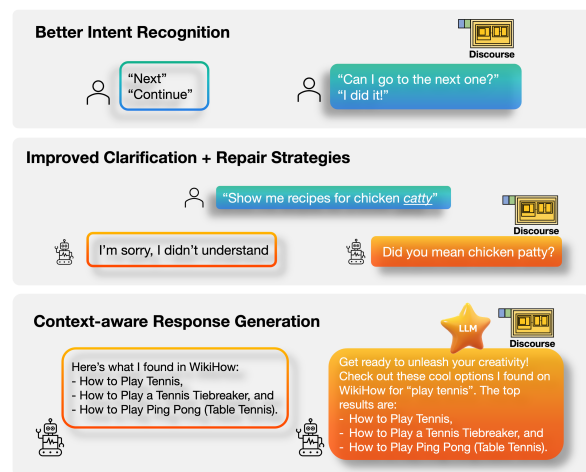 Better Intent Recognition
Discourse
"Next"
"Continue"
"Can I go to the next one?"
"I did it!"
Improved Clarification + Repair Strategies
"Show me recipes for chicken catty"
Discourse
I'm sorry, I didn't understand
Did you mean chicken patty?
Context-aware Response Generation
LLM
Discourse
Here's what I found in WikiHow:
- How to Play Tennis,
- How to Play a Tennis Tiebreaker, and
- How to Play Ping Pong (Table Tennis).
Get ready to unleash your creativity!
Check out these cool options I found on
WikiHow for "play tennis". The top
results are:
- How to Play Tennis,
- How to Play a Tennis Tiebreaker, and
- How to Play Ping Pong (Table Tennis).